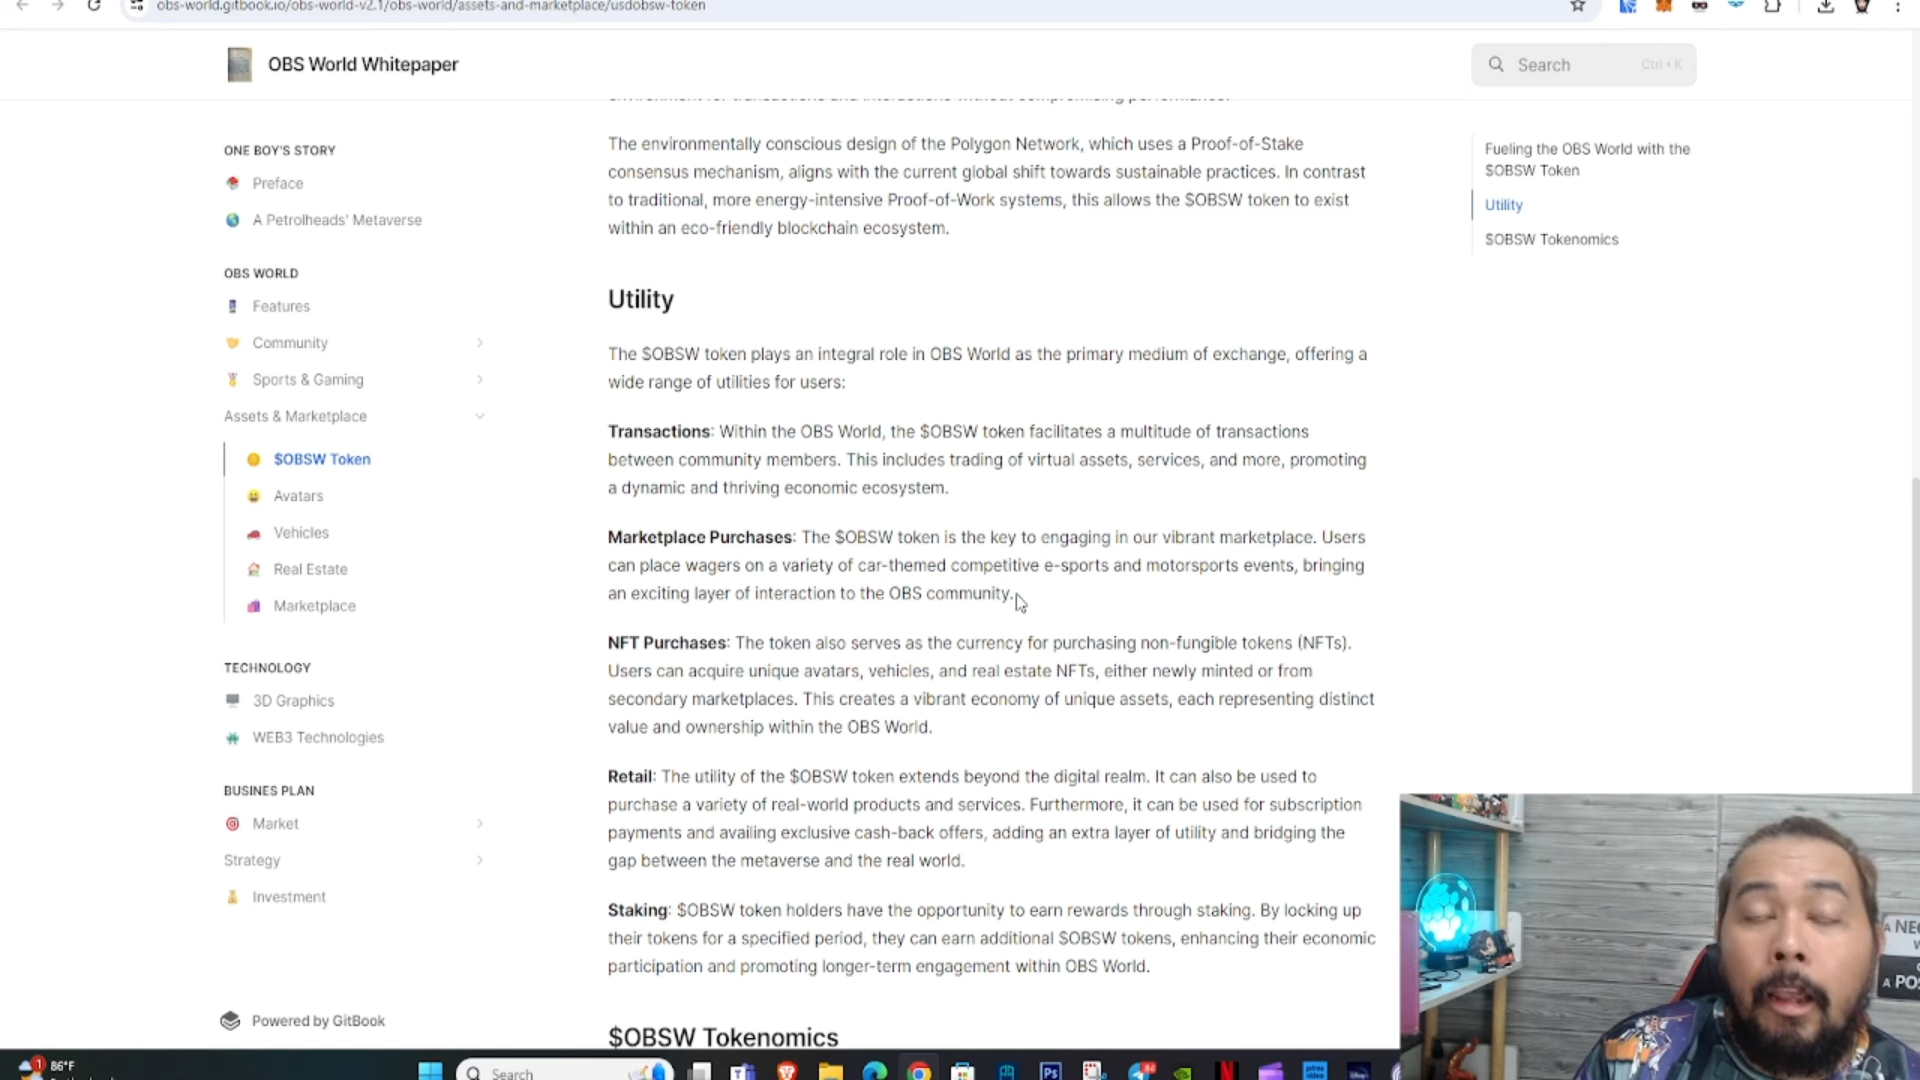 obs-world.gitbook.io/obs-world-v2.1/obs-world/assets-and-marketplace/usdobsw-token
OBS World Whitepaper
Search
Ctrl + K
environment for transactions and interactions without compromising performance.
ONE BOY'S STORY
Preface
A Petrolheads' Metaverse
OBS WORLD
Features
Community
Sports & Gaming
Assets & Marketplace
$OBSW Token
Avatars
Vehicles
Real Estate
Marketplace
TECHNOLOGY
3D Graphics
WEB3 Technologies
BUSINES PLAN
Market
Strategy
Investment
Powered by GitBook
The environmentally conscious design of the Polygon Network, which uses a Proof-of-Stake
consensus mechanism, aligns with the current global shift towards sustainable practices. In contrast
to traditional, more energy-intensive Proof-of-Work systems, this allows the $OBSW token to exist
within an eco-friendly blockchain ecosystem.
Utility
The $OBSW token plays an integral role in OBS World as the primary medium of exchange, offering a
wide range of utilities for users:
Transactions: Within the OBS World, the $OBSW token facilitates a multitude of transactions
between community members. This includes trading of virtual assets, services, and more, promoting
a dynamic and thriving economic ecosystem.
Marketplace Purchases: The $OBSW token is the key to engaging in our vibrant marketplace. Users
can place wagers on a variety of car-themed competitive e-sports and motorsports events, bringing
an exciting layer of interaction to the OBS community.
NFT Purchases: The token also serves as the currency for purchasing non-fungible tokens (NFTs).
Users can acquire unique avatars, vehicles, and real estate NFTs, either newly minted or from
secondary marketplaces. This creates a vibrant economy of unique assets, each representing distinct
value and ownership within the OBS World.
Retail: The utility of the $OBSW token extends beyond the digital realm. It can also be used to
purchase a variety of real-world products and services. Furthermore, it can be used for subscription
payments and availing exclusive cash-back offers, adding an extra layer of utility and bridging the
gap between the metaverse and the real world.
Staking: $OBSW token holders have the opportunity to earn rewards through staking. By locking up
their tokens for a specified period, they can earn additional $OBSW tokens, enhancing their economic
participation and promoting longer-term engagement within OBS World.
$OBSW Tokenomics
Fueling the OBS World with the
$OBSW Token
Utility
$OBSW Tokenomics
A NEG
A POS
1
86°F
Search
Ps